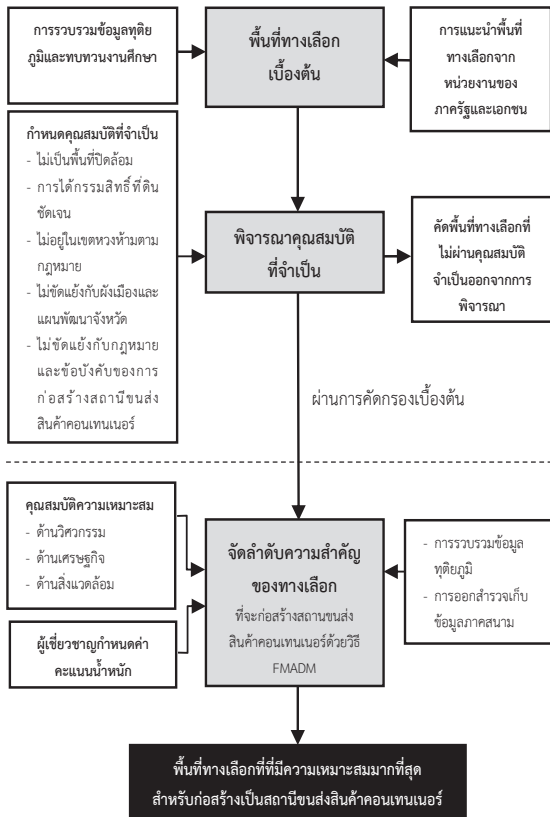 การรวบรวมข้อมูลทุติย
ภูมิและทบทวนงานศึกษา
พื้นที่ทางเลือก
เบื้องต้น
การแนะนำพื้นที่
ทางเลือกจาก
หน่วยงานของ
ภาครัฐและเอกชน
กำหนดคุณสมบัติที่จำเป็น
- ไม่เป็นพื้นที่ปิดล้อม
- การได้กรรมสิทธิ์ที่ดิน
ชัดเจน
- ไม่อยู่ในเขตหวงห้ามตาม
กฎหมาย
- ไม่ขัดแย้งกับผังเมืองและ
แผนพัฒนาจังหวัด
- ไม่ขัดแย้งกับกฎหมาย
และข้อบังคับของการ
ก่อสร้างสถานีขนส่ง
สินค้าคอนเทนเนอร์
พิจารณาคุณสมบัติ
ที่จำเป็น
คัดพื้นที่ทางเลือกที่
ไม่ผ่านคุณสมบัติ
จำเป็นออกจากการ
พิจารณา
ผ่านการคัดกรองเบื้องต้น
คุณสมบัติความเหมาะสม
- ด้านวิศวกรรม
- ด้านเศรษฐกิจ
- ด้านสิ่งแวดล้อม
ผู้เชี่ยวชาญกำหนดค่า
คะแนนน้ำหนัก
จัดลำดับความสำคัญ
ของทางเลือก
ที่จะก่อสร้างสถานขนส่ง
สินค้าคอนเทนเนอร์ด้วยวิธี
FMADM
- การรวบรวมข้อมูล
ทุติยภูมิ
- การออกสำรวจเก็บ
ข้อมูลภาคสนาม
พื้นที่ทางเลือกที่ที่มีความเหมาะสมมากที่สุด
สำหรับก่อสร้างเป็นสถานีขนส่งสินค้าคอนเทนเนอร์